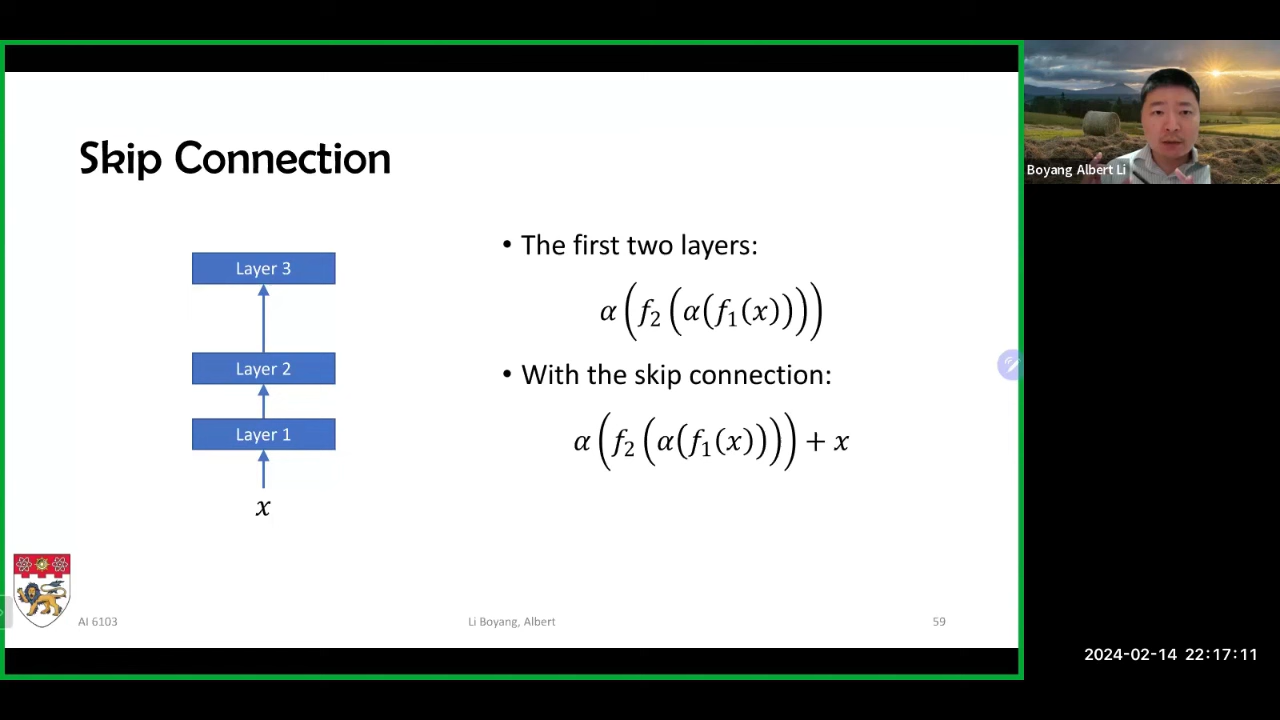 Skip Connection
Layer 3
Layer 2
Layer 1
x
• The first two layers:
α(f₂(α(f₁(x))))
• With the skip connection:
α(f₂(α(f₁(x)))) + x
AI 6103
Li Boyang, Albert
59
Boyang Albert Li
2024-02-14 22:17:11